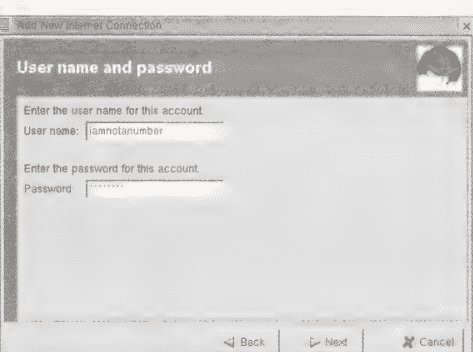 Add New Internet Connection
User name and password
Enter the user name for this account.
User name: iamnotanumber
Enter the password for this account.
Password: ********
Back
Next
Cancel